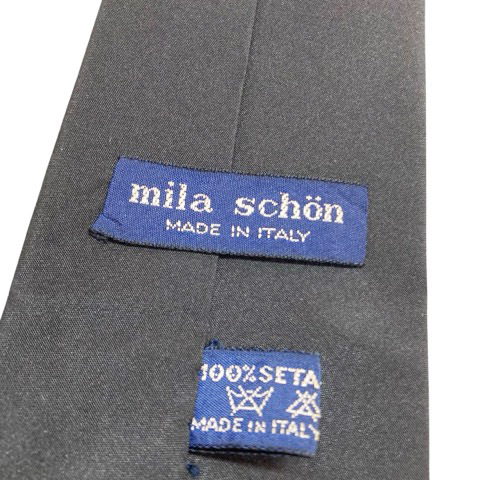 mila schön
MADE IN ITALY
100% SETA
MADE IN ITALY